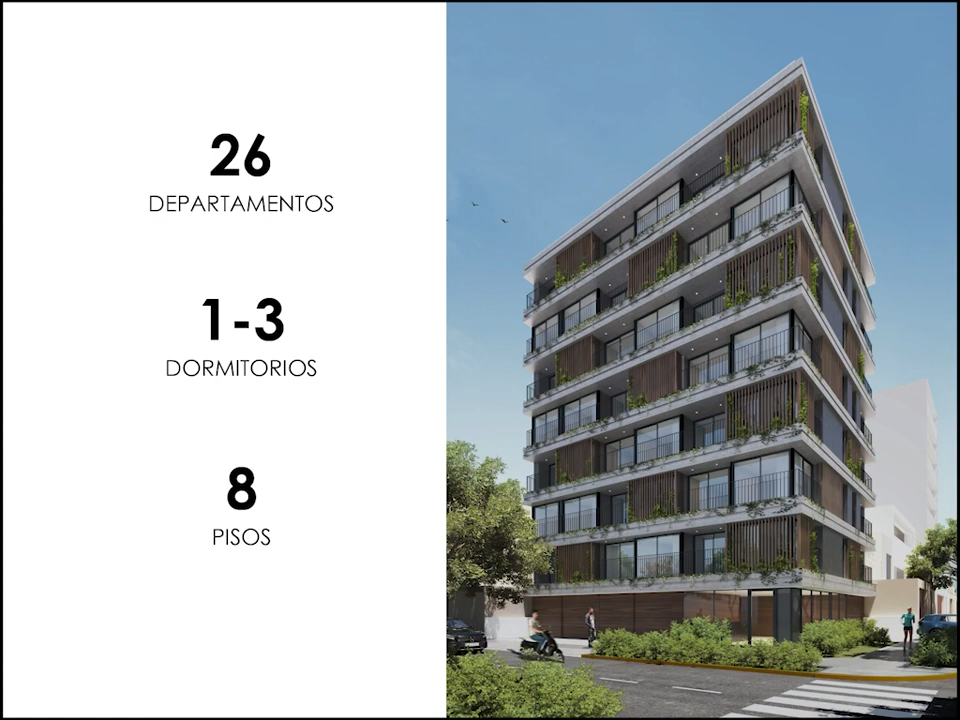 26
DEPARTAMENTOS
1-3
DORMITORIOS
8
PISOS